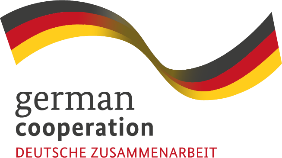 german
cooperation
DEUTSCHE ZUSAMMENARBEIT